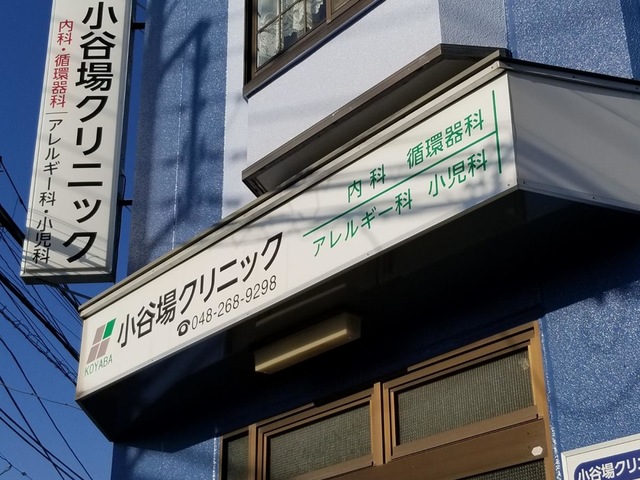 小谷場クリニック
内科・循環器科
アレルギー科・小児科
内科 循環器科
アレルギー科 小児科
小谷場クリニック
☎048-268-9298
KOYABA
小谷場クリニ